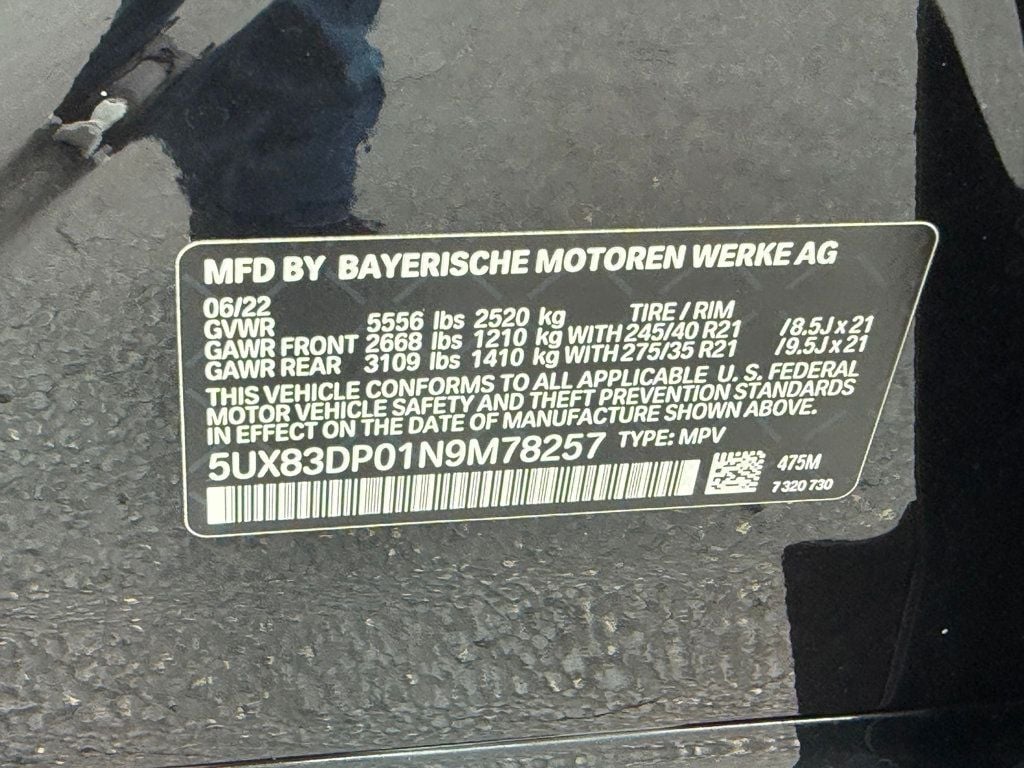 MFD BY BAYERISCHE MOTOREN WERKE AG
06/22 TIRE / RIM
GVWR 5556 lbs 2520 kg
GAWR FRONT 2668 lbs 1210 kg WITH 245/40 R21 /8.5J x 21
GAWR REAR 3109 lbs 1410 kg WITH 275/35 R21 /9.5J x 21
THIS VEHICLE CONFORMS TO ALL APPLICABLE U. S. FEDERAL
MOTOR VEHICLE SAFETY AND THEFT PREVENTION STANDARDS
IN EFFECT ON THE DATE OF MANUFACTURE SHOWN ABOVE.
5UX83DP01N9M78257 TYPE: MPV
475M
7 320 730